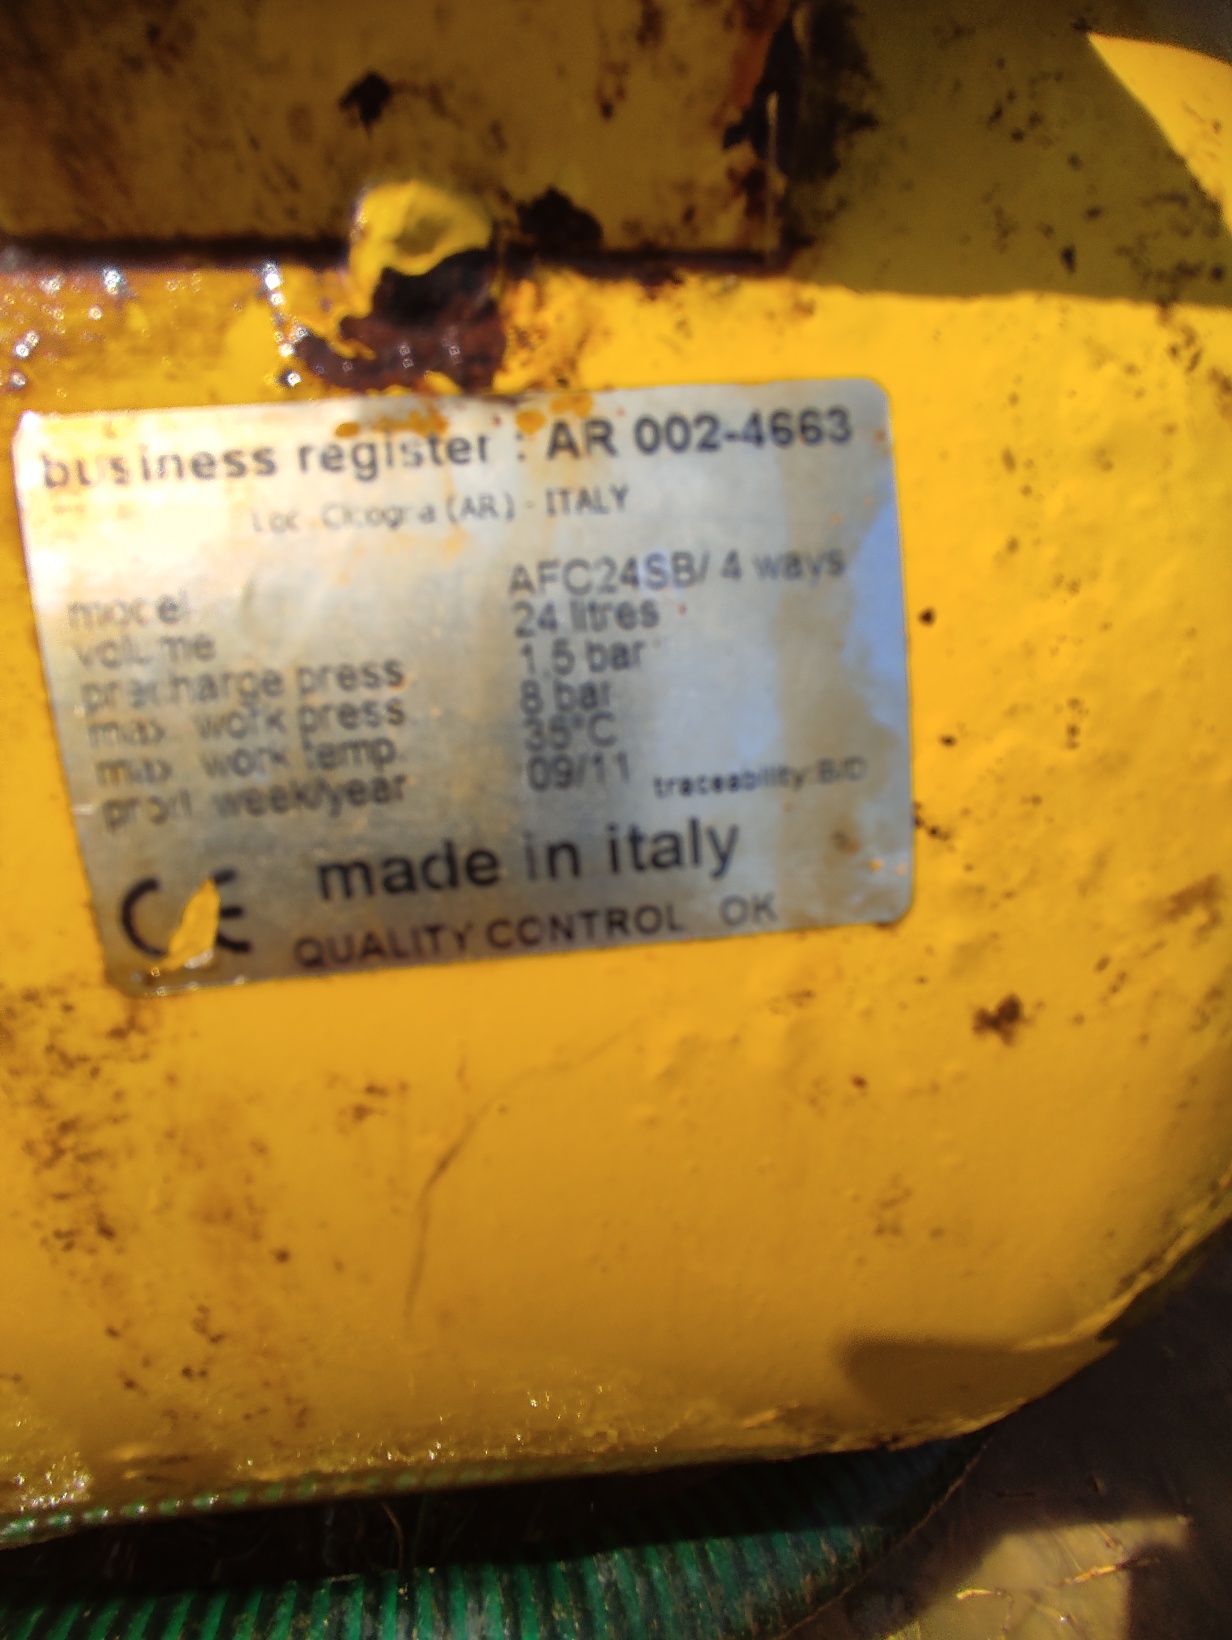 business register : AR 002-4663
Loc. Cicogna (AR) - ITALY
model AFC24SB/ 4 ways
volume 24 litres
precharge press 1,5 bar
max. work press 8 bar
max. work temp. 35°C
prod. week/year 09/11 traceability: B/D
CE made in italy
QUALITY CONTROL OK